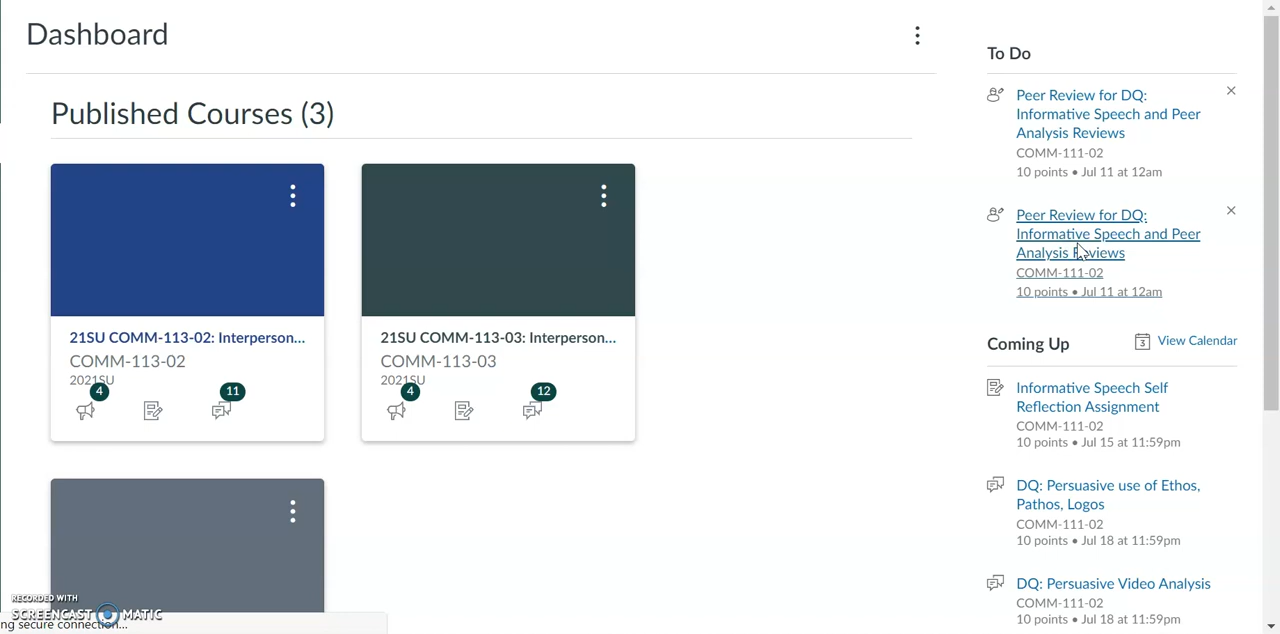 Dashboard
Published Courses (3)
21SU COMM-113-02: Interperson...
COMM-113-02
2021SU
4
11
21SU COMM-113-03: Interperson...
COMM-113-03
2021SU
4
12
RECORDED WITH
SCREENCAST MATIC
ng secure connection...
To Do
Peer Review for DQ:
Informative Speech and Peer
Analysis Reviews
COMM-111-02
10 points • Jul 11 at 12am
Peer Review for DQ:
Informative Speech and Peer
Analysis Reviews
COMM-111-02
10 points • Jul 11 at 12am
Coming Up
3 View Calendar
Informative Speech Self
Reflection Assignment
COMM-111-02
10 points • Jul 15 at 11:59pm
DQ: Persuasive use of Ethos,
Pathos, Logos
COMM-111-02
10 points • Jul 18 at 11:59pm
DQ: Persuasive Video Analysis
COMM-111-02
10 points • Jul 18 at 11:59pm